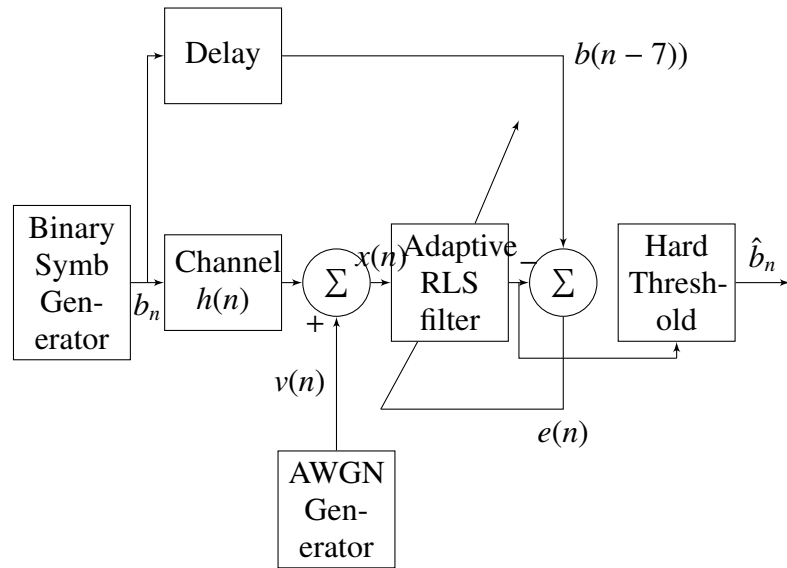 Delay
b(n − 7))
Binary
Symb
Gen-
erator
b_n
Channel
h(n)
+
Σ
x(n)
Adaptive
RLS
filter
−
Σ
Hard
Thresh-
old
b̂_n
v(n)
e(n)
AWGN
Gen-
erator